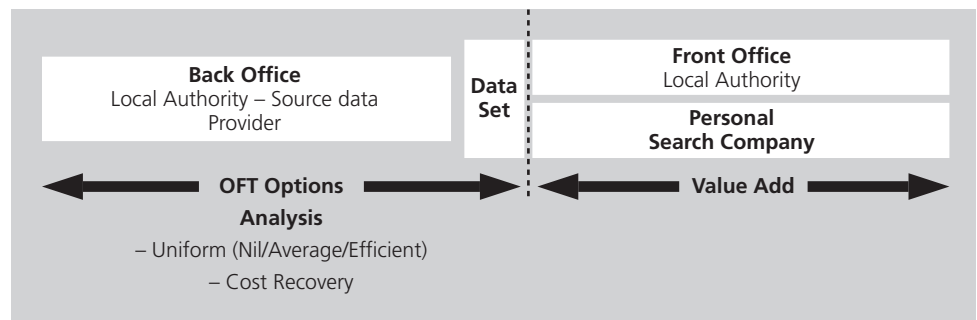 Back Office
Local Authority – Source data
Provider
Data
Set
Front Office
Local Authority
Personal
Search Company
OFT Options
Analysis
– Uniform (Nil/Average/Efficient)
– Cost Recovery
Value Add